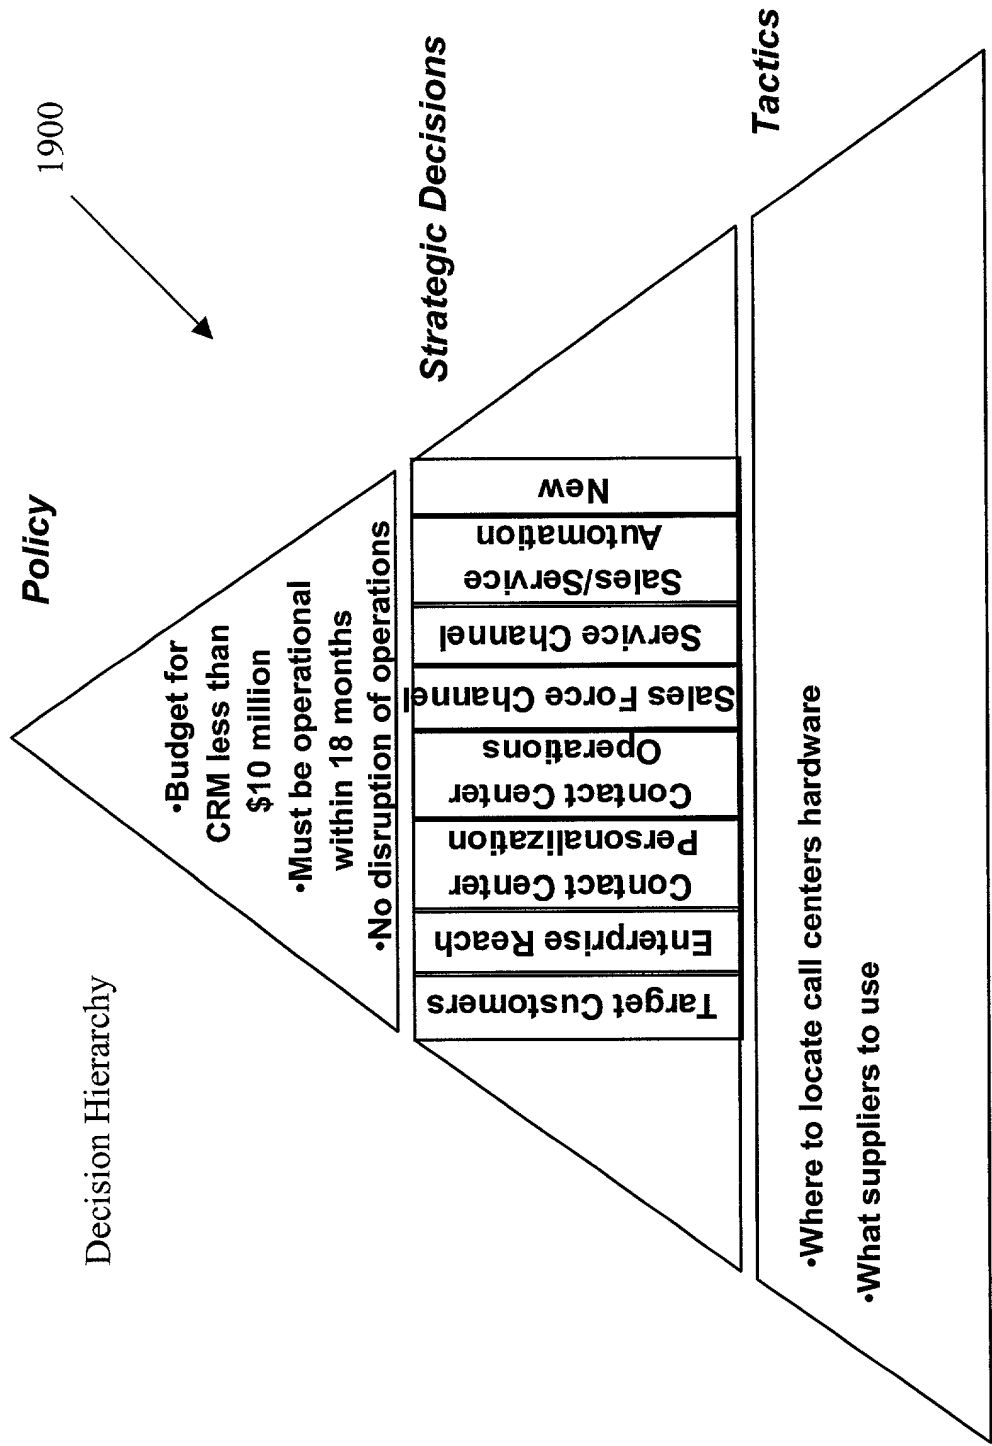 Decision Hierarchy
1900
Policy
•Budget for
CRM less than
$10 million
•Must be operational
within 18 months
•No disruption of operations
Strategic Decisions
Target Customers
Enterprise Reach
Contact Center
Personalization
Contact Center
Operations
Sales Force Channel
Service Channel
Sales/Service
Automation
New
Tactics
•Where to locate call centers hardware
•What suppliers to use